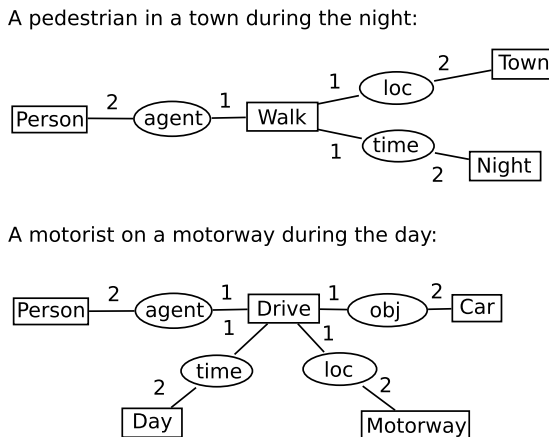 A pedestrian in a town during the night:
1 2 Town
loc
2 1
Person agent Walk
time
1
2 Night
A motorist on a motorway during the day:
2 1 1 2
Person agent Drive obj Car
1 1
time loc
2 2
Day Motorway